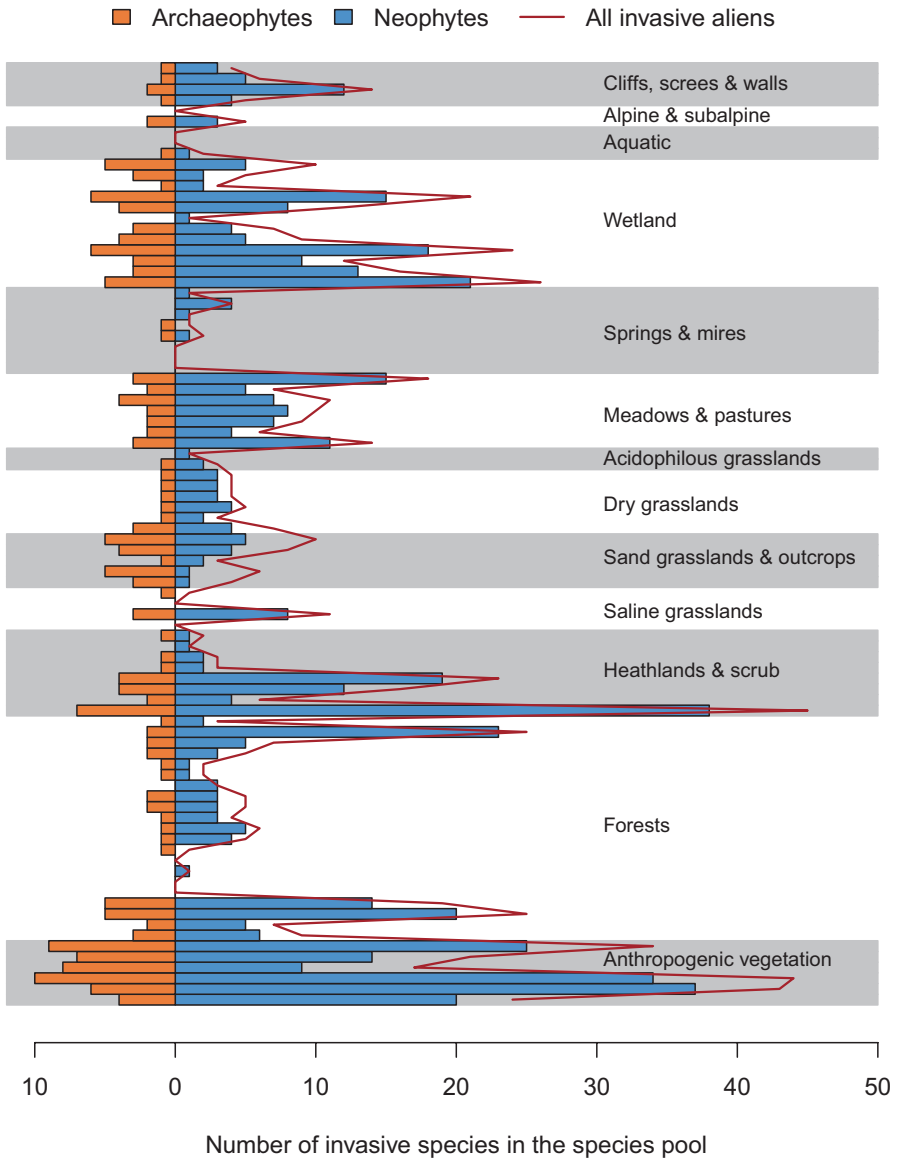 Archaeophytes Neophytes All invasive aliens
Cliffs, screes & walls
Alpine & subalpine
Aquatic
Wetland
Springs & mires
Meadows & pastures
Acidophilous grasslands
Dry grasslands
Sand grasslands & outcrops
Saline grasslands
Heathlands & scrub
Forests
Anthropogenic vegetation
10 0 10 20 30 40 50
Number of invasive species in the species pool